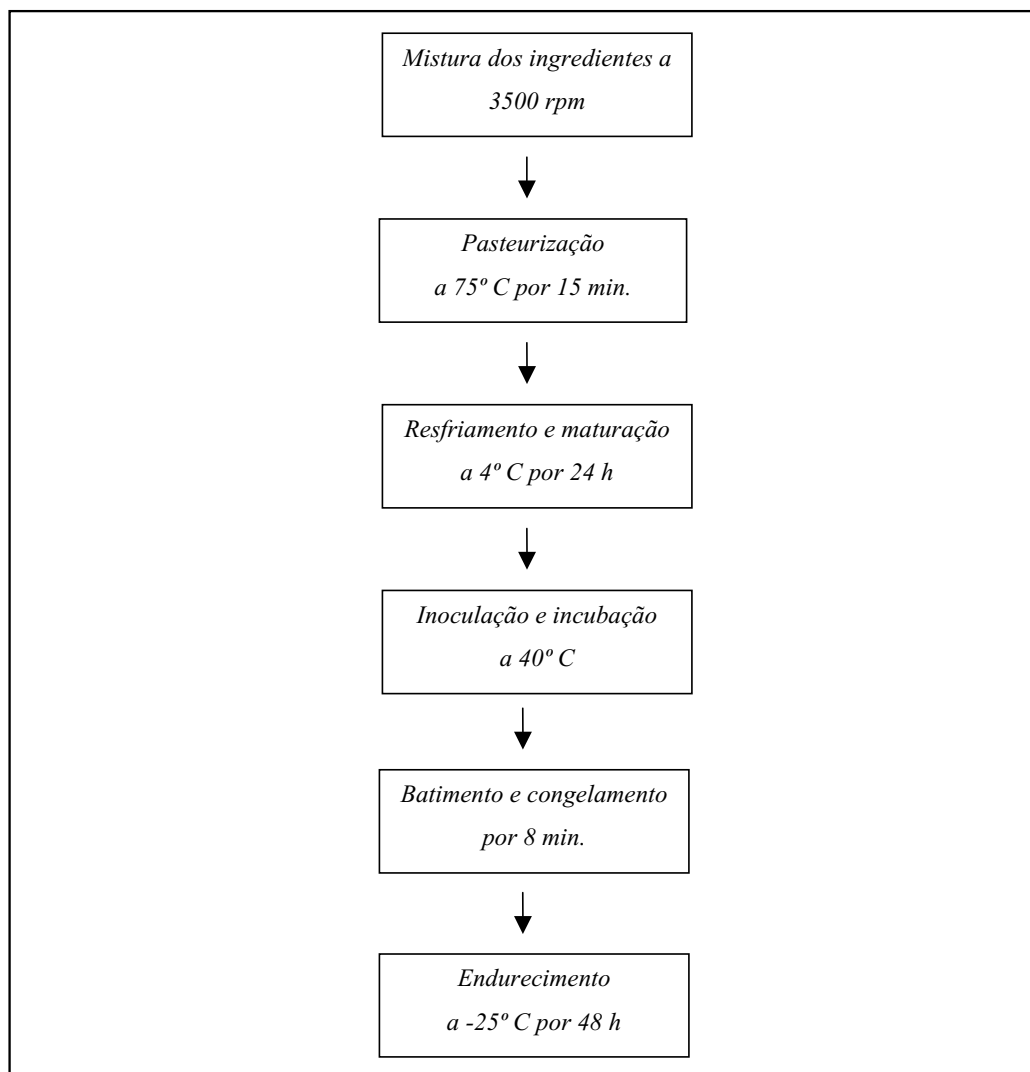 Mistura dos ingredientes a
3500 rpm
Pasteurização
a 75º C por 15 min.
Resfriamento e maturação
a 4º C por 24 h
Inoculação e incubação
a 40º C
Batimento e congelamento
por 8 min.
Endurecimento
a -25º C por 48 h